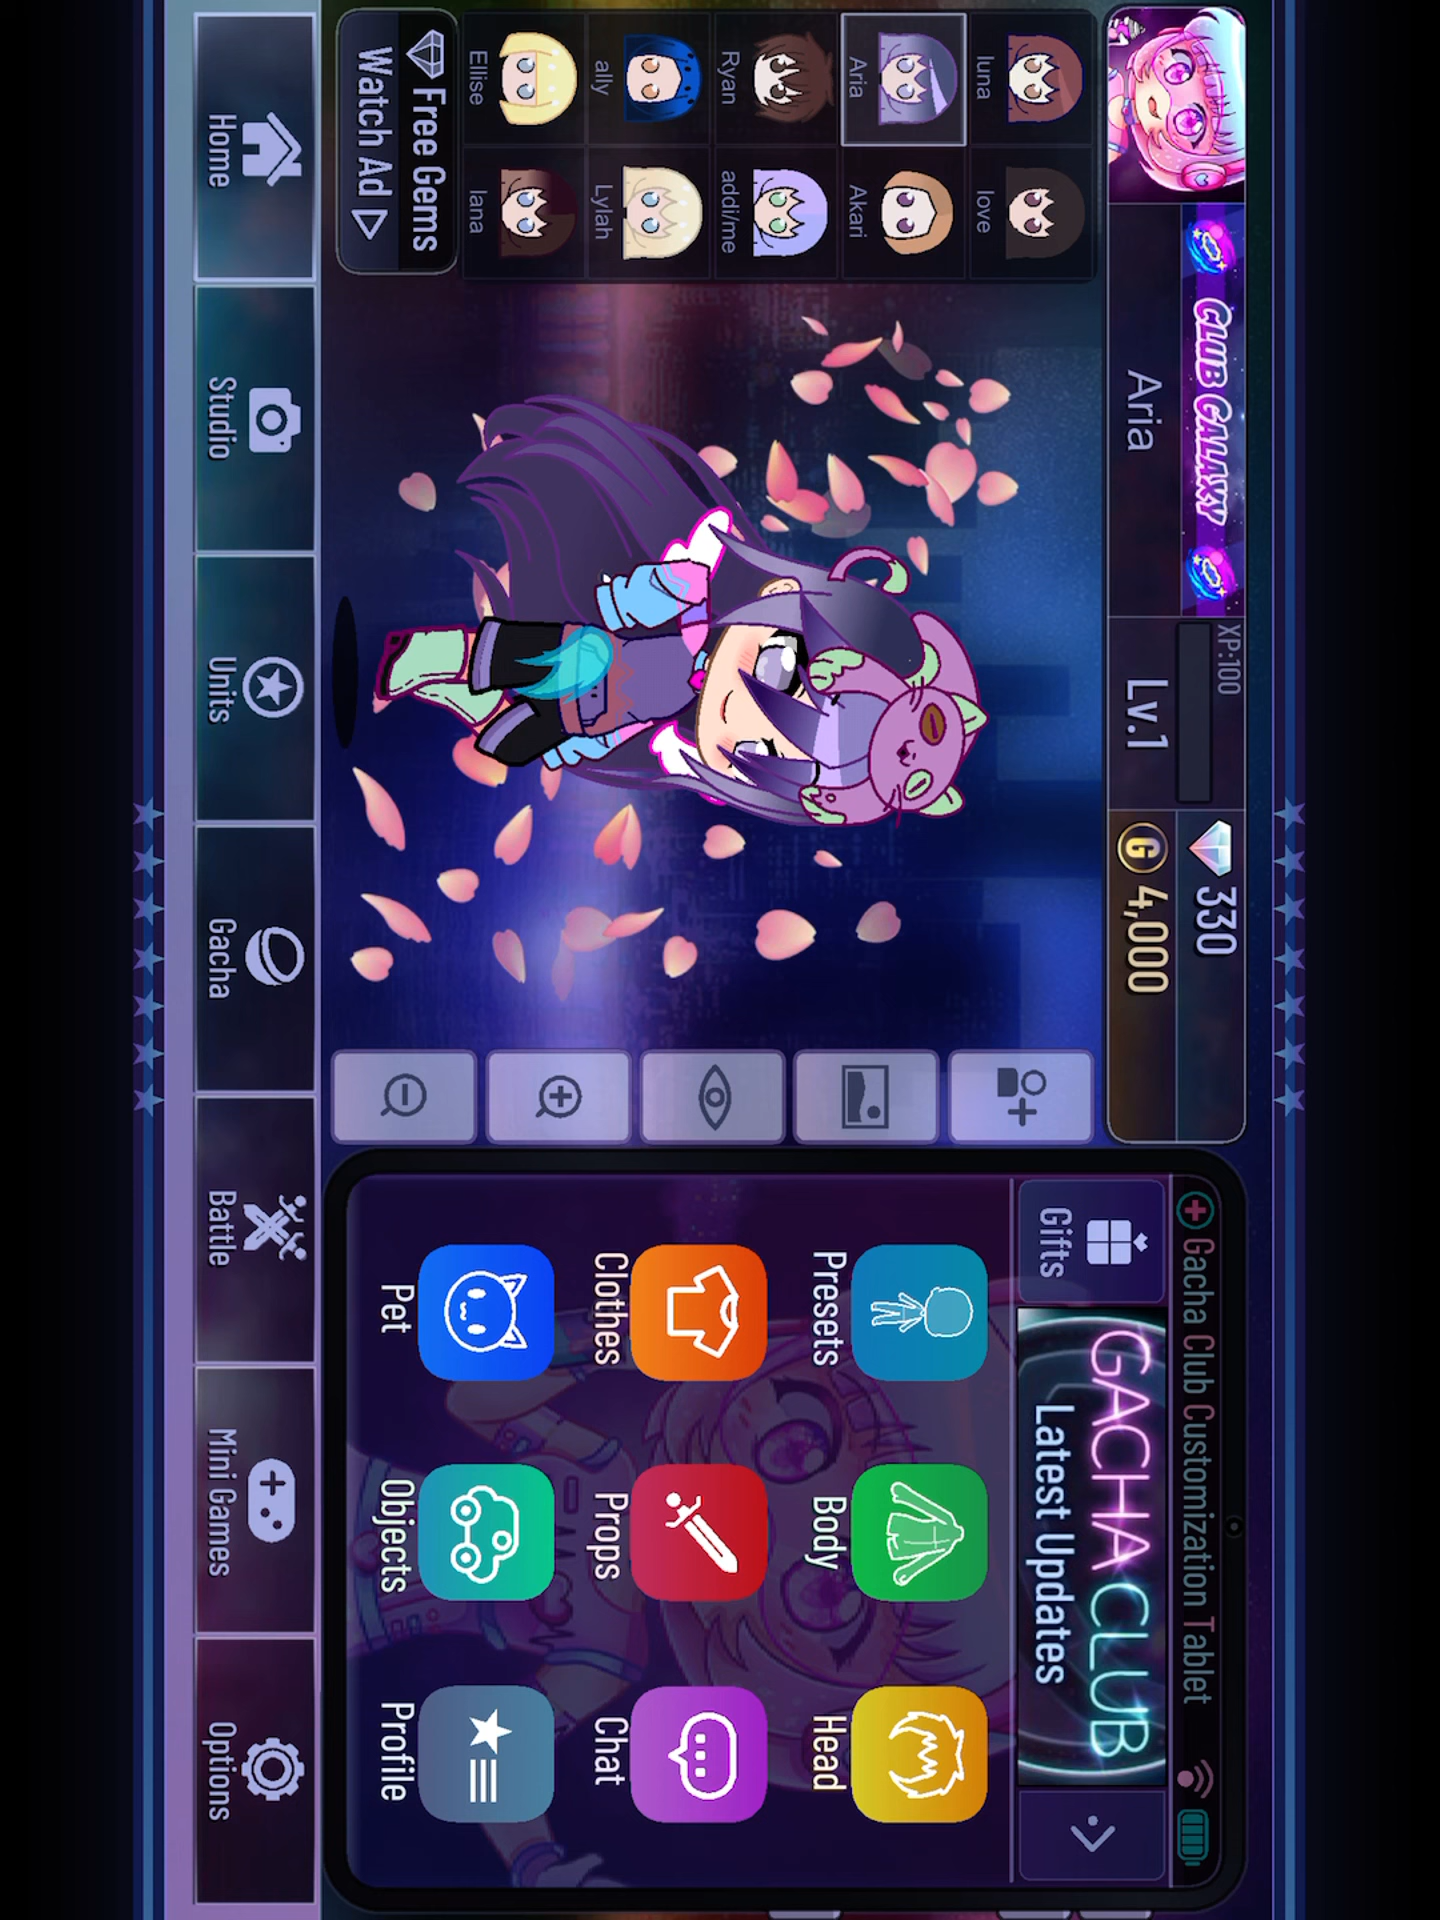 CLUB GALAXY
Aria
XP:100
Lv.1
330
G 4,000
luna
love
Aria
Akari
Ryan
addi/me
ally
Lylah
Ellise
lana
Free Gems
Watch Ad
Gacha Club Customization Tablet
Gifts
GACHA CLUB
Latest Updates
Presets
Body
Head
Clothes
Props
Chat
Pet
Objects
Profile
Home
Studio
Units
Gacha
Battle
Mini Games
Options